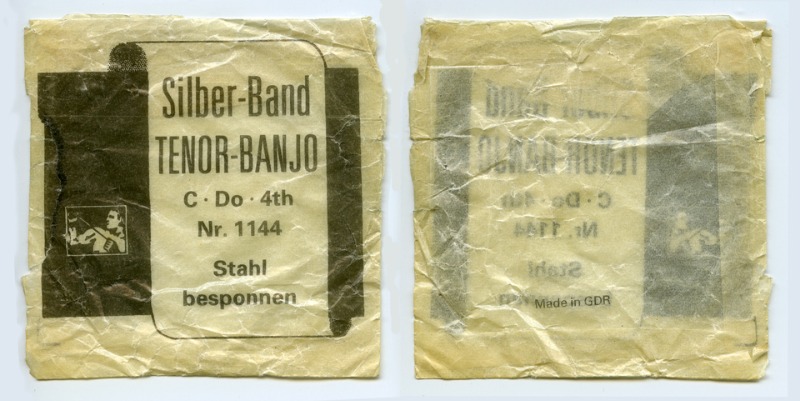 Silber-Band
TENOR-BANJO
C · Do · 4th
Nr. 1144
Stahl
besponnen
Made in GDR